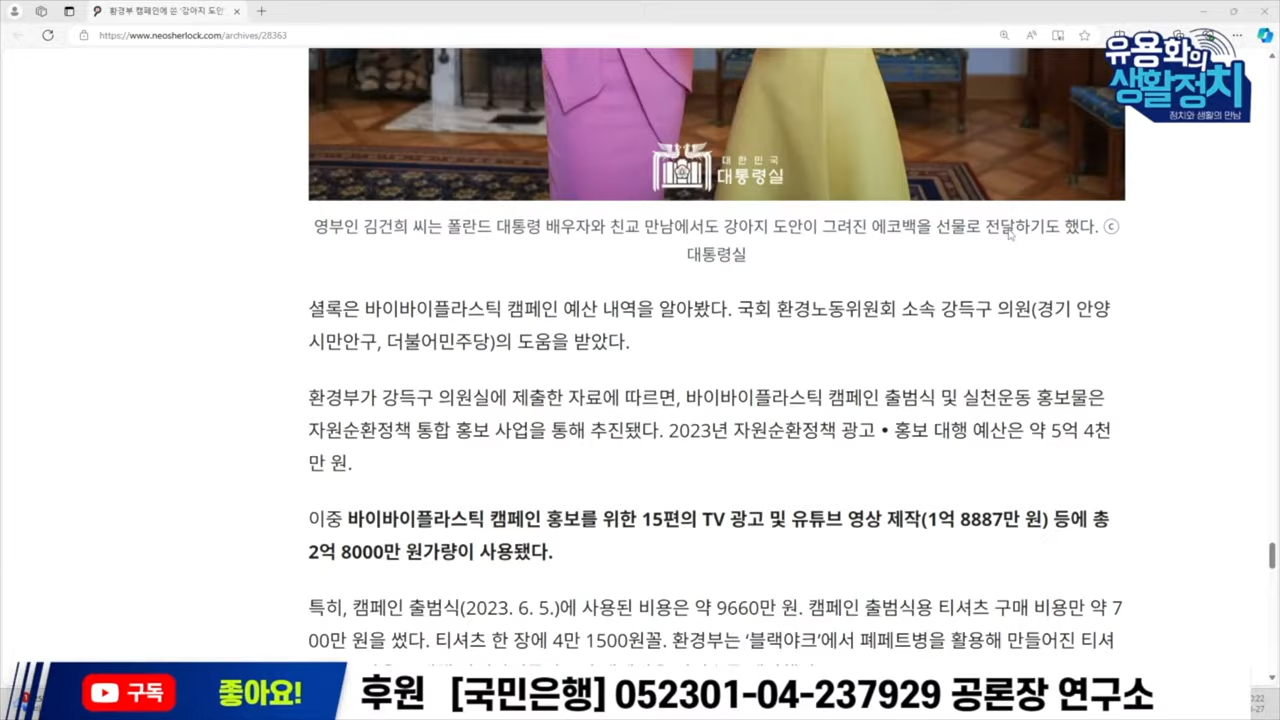 환경부 캠페인에 쓴 '강아지 도안
https://www.neosherlock.com/archives/28363
유용화의
생활정치
정치와 생활의 만남
대한민국
대통령실
영부인 김건희 씨는 폴란드 대통령 배우자와 친교 만남에서도 강아지 도안이 그려진 에코백을 선물로 전달하기도 했다. ⓒ
대통령실
셜록은 바이바이플라스틱 캠페인 예산 내역을 알아봤다. 국회 환경노동위원회 소속 강득구 의원(경기 안양
시만안구, 더불어민주당)의 도움을 받았다.
환경부가 강득구 의원실에 제출한 자료에 따르면, 바이바이플라스틱 캠페인 출범식 및 실천운동 홍보물은
자원순환정책 통합 홍보 사업을 통해 추진됐다. 2023년 자원순환정책 광고 • 홍보 대행 예산은 약 5억 4천
만 원.
이중 바이바이플라스틱 캠페인 홍보를 위한 15편의 TV 광고 및 유튜브 영상 제작(1억 8887만 원) 등에 총
2억 8000만 원가량이 사용됐다.
특히, 캠페인 출범식(2023. 6. 5.)에 사용된 비용은 약 9660만 원. 캠페인 출범식용 티셔츠 구매 비용만 약 7
00만 원을 썼다. 티셔츠 한 장에 4만 1500원꼴. 환경부는 ‘블랙야크’에서 폐페트병을 활용해 만들어진 티셔
구독
좋아요!
후원 [국민은행] 052301-04-237929 공론장 연구소